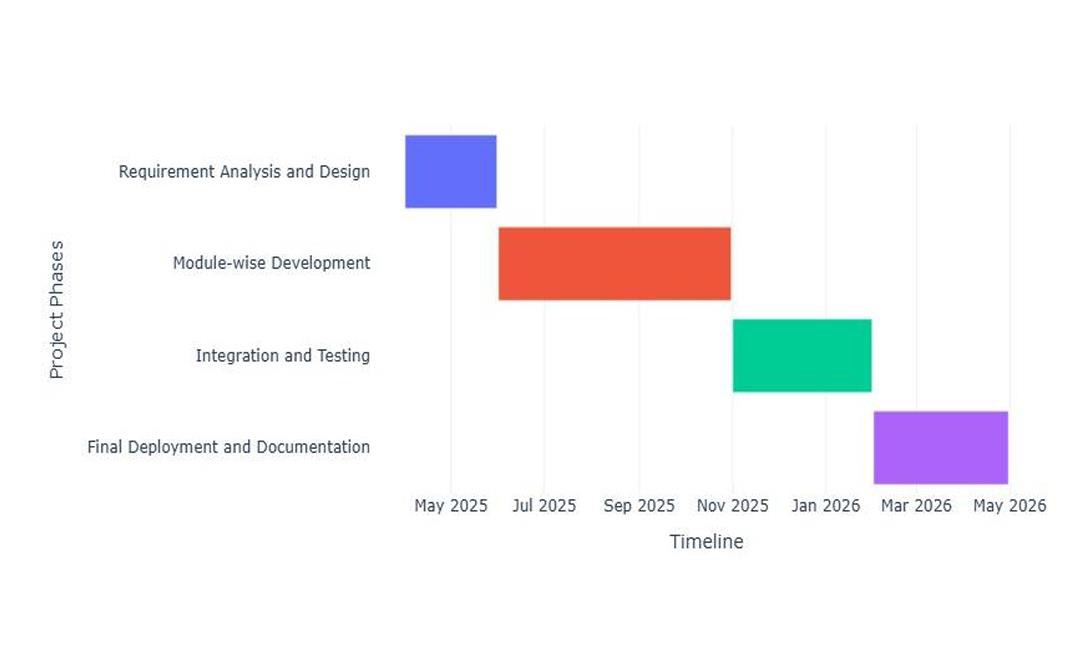 Project Phases
Requirement Analysis and Design
Module-wise Development
Integration and Testing
Final Deployment and Documentation
May 2025 Jul 2025 Sep 2025 Nov 2025 Jan 2026 Mar 2026 May 2026
Timeline